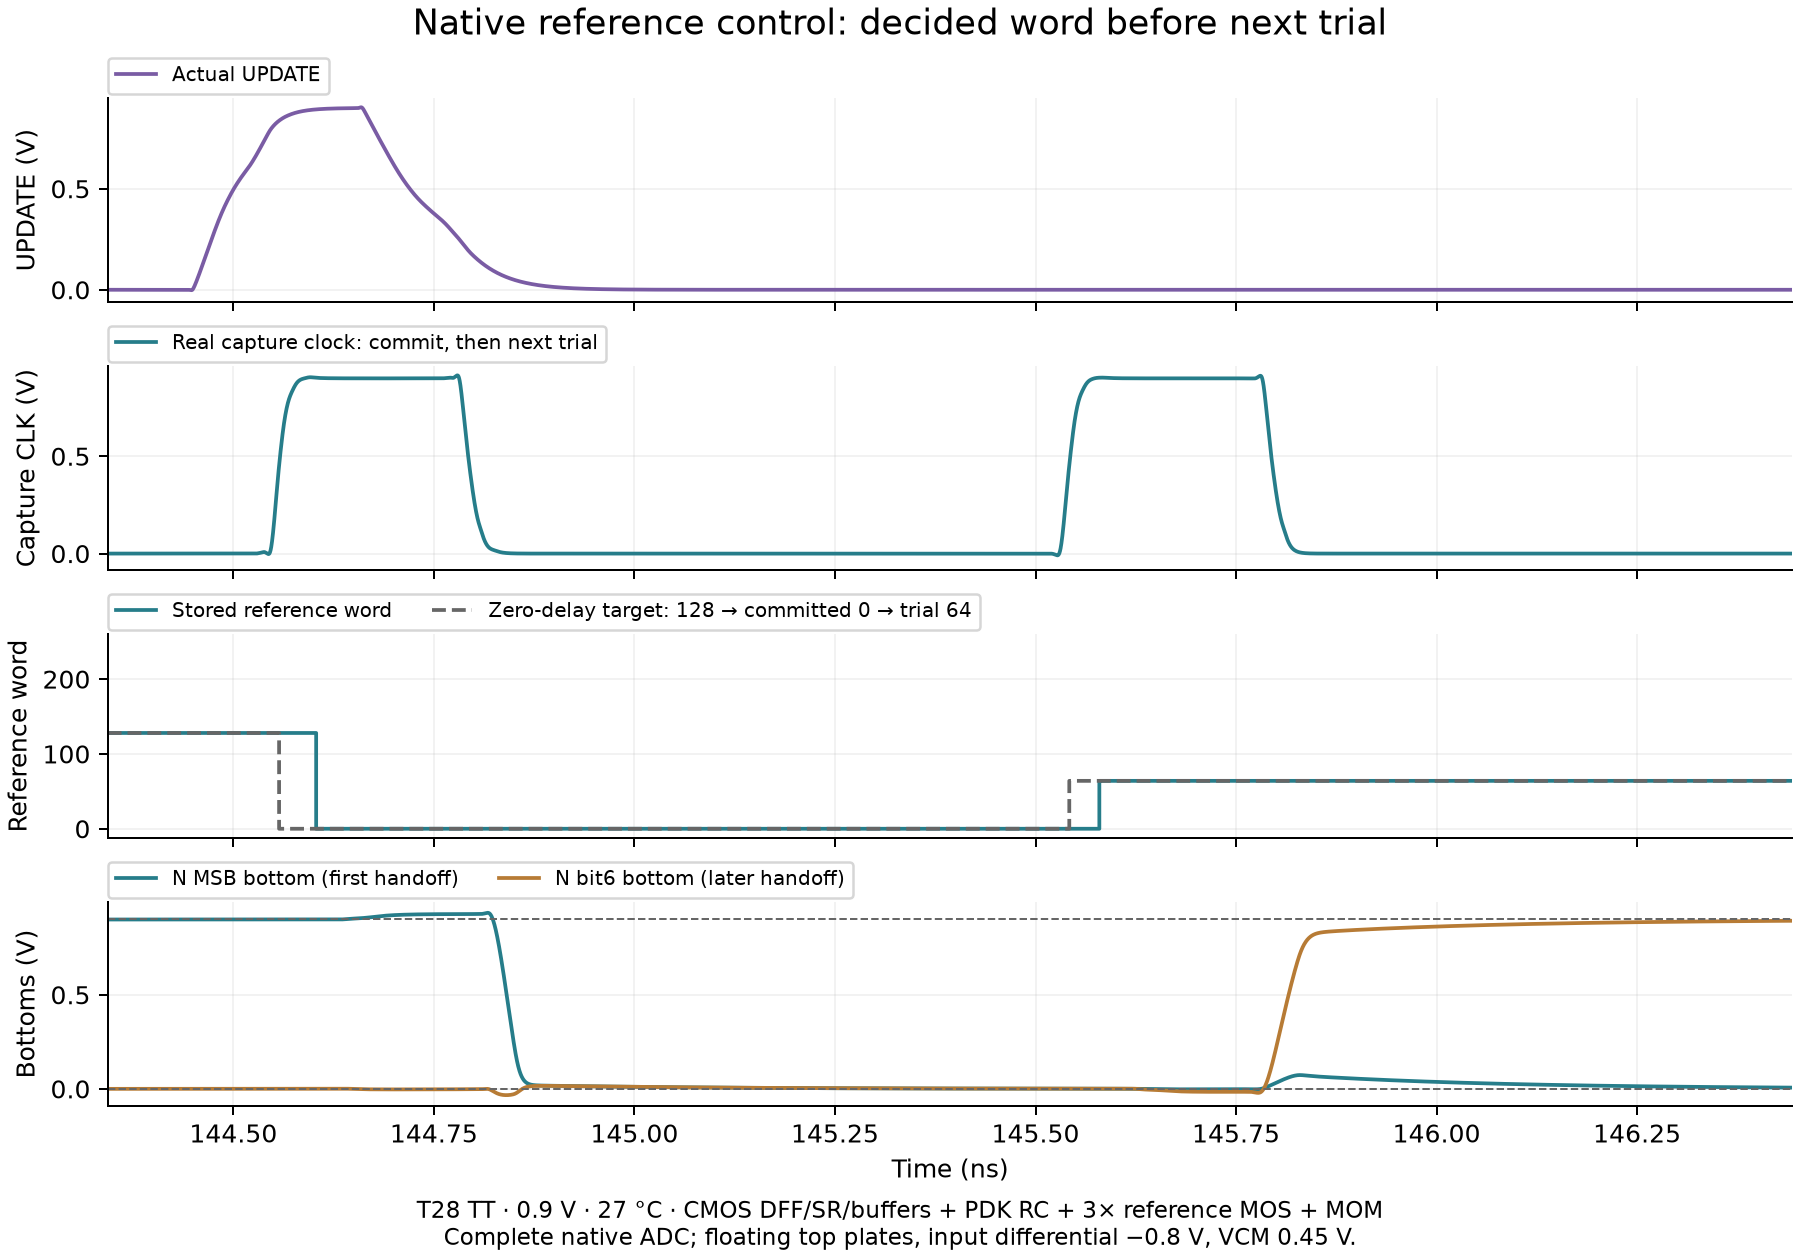 Native reference control: decided word before next trial
Actual UPDATE
UPDATE (V)
0.5
0.0
Real capture clock: commit, then next trial
Capture CLK (V)
0.5
0.0
Stored reference word
Zero-delay target: 128 → committed 0 → trial 64
Reference word
200
100
0
N MSB bottom (first handoff)
N bit6 bottom (later handoff)
Bottoms (V)
0.5
0.0
144.50 144.75 145.00 145.25 145.50 145.75 146.00 146.25
Time (ns)
T28 TT · 0.9 V · 27 °C · CMOS DFF/SR/buffers + PDK RC + 3× reference MOS + MOM
Complete native ADC; floating top plates, input differential −0.8 V, VCM 0.45 V.